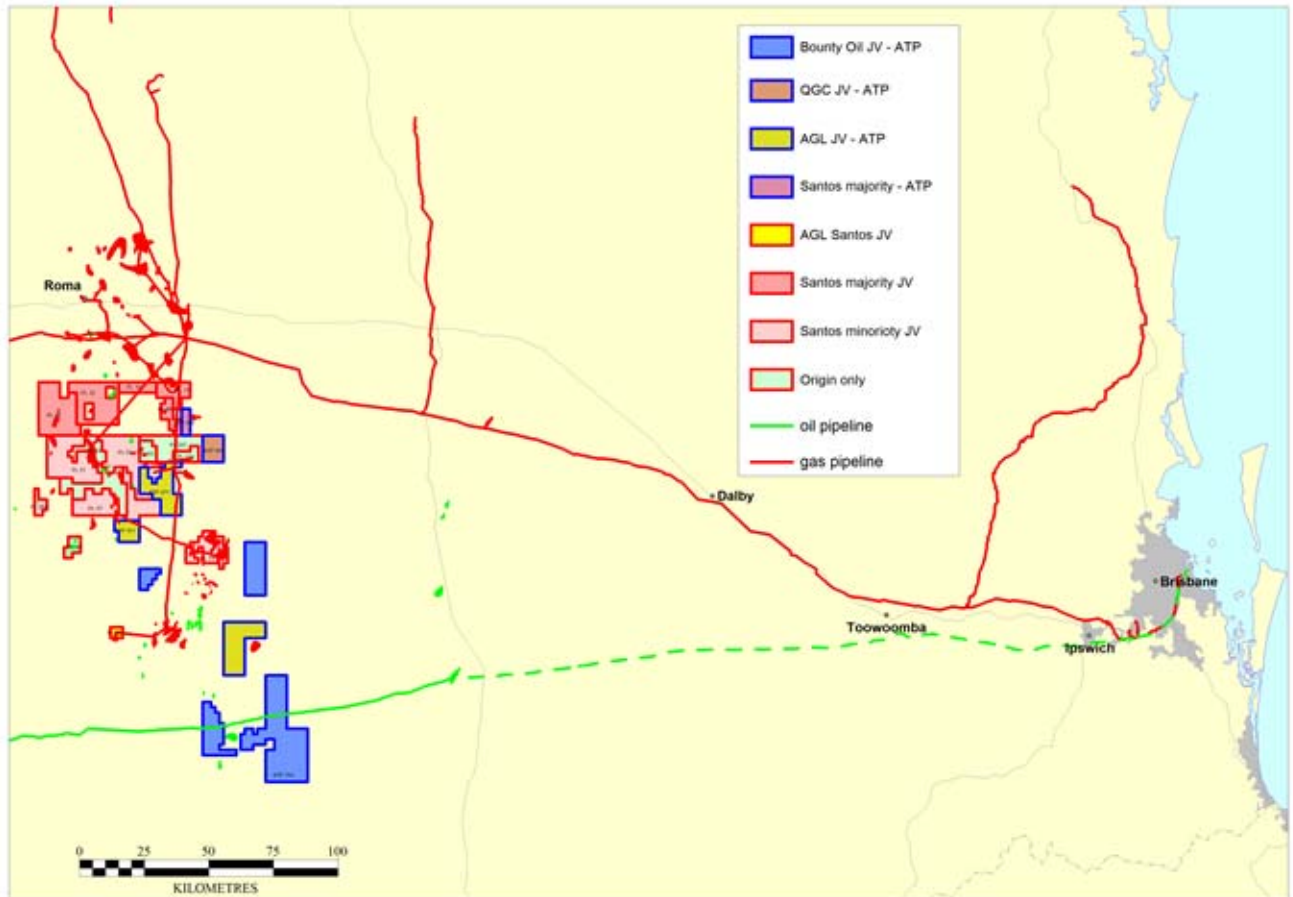 Bounty Oil JV - ATP
QGC JV - ATP
AGL JV - ATP
Santos majority - ATP
AGL Santos JV
Santos majority JV
Santos minorioty JV
Origin only
oil pipeline
gas pipeline
Roma
Dalby
Brisbane
Toowoomba
Ipswich
0 25 50 75 100
KILOMETRES